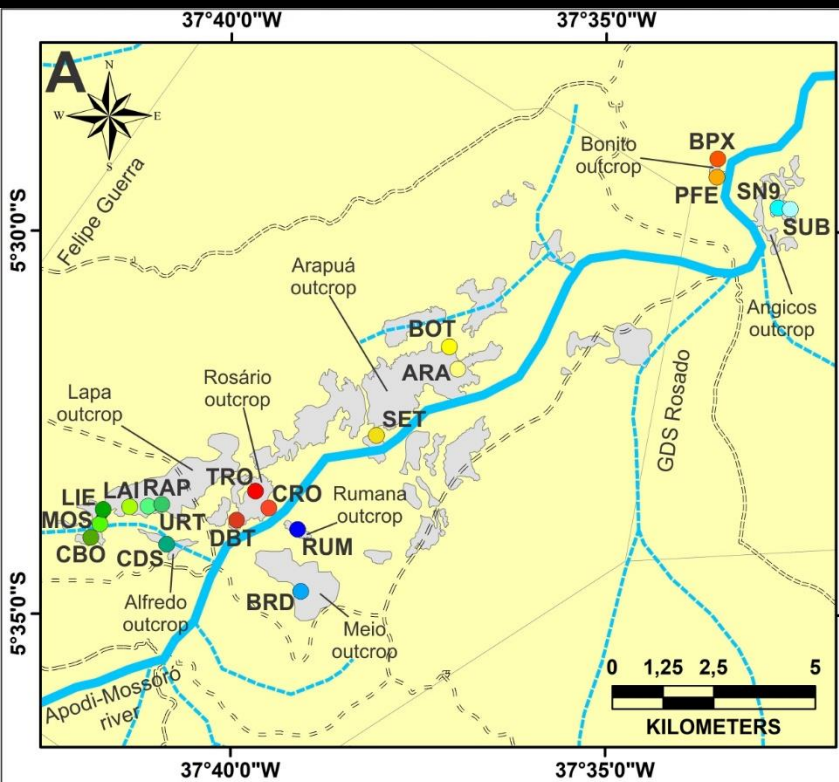 37°40'0"W
37°35'0"W
A
N
W
E
S
Felipe Guerra
5°30'0"S
5°35'0"S
Bonito
outcrop
BPX
PFE
SN9
SUB
Angicos
outcrop
Arapuá
outcrop
BOT
ARA
SET
GDS Rosado
Lapa
outcrop
Rosário
outcrop
TRO
CRO
DBT
Rumana
outcrop
RUM
LIE
LAJ
RAP
MOS
URT
CBO
CDS
Alfredo
outcrop
BRD
Meio
outcrop
Apodi-Mossoró
river
0
1,25
2,5
5
KILOMETERS
37°40'0"W
37°35'0"W